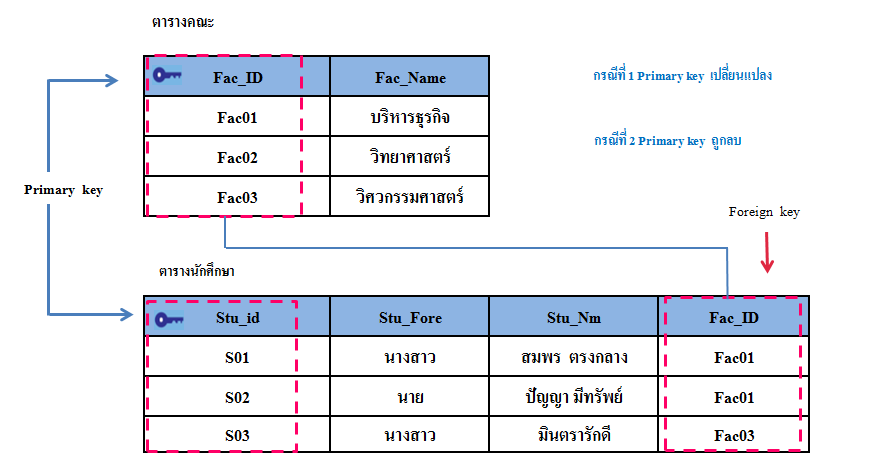 ตารางคณะ
Fac_ID Fac_Name
Fac01 บริหารธุรกิจ
Fac02 วิทยาศาสตร์
Fac03 วิศวกรรมศาสตร์
กรณีที่ 1 Primary key เปลี่ยนแปลง
กรณีที่ 2 Primary key ถูกลบ
Primary key
Foreign key
ตารางนักศึกษา
Stu_id Stu_Fore Stu_Nm Fac_ID
S01 นางสาว สมพร ตรงกลาง Fac01
S02 นาย ปัญญา มีทรัพย์ Fac01
S03 นางสาว มินตรารักดี Fac03